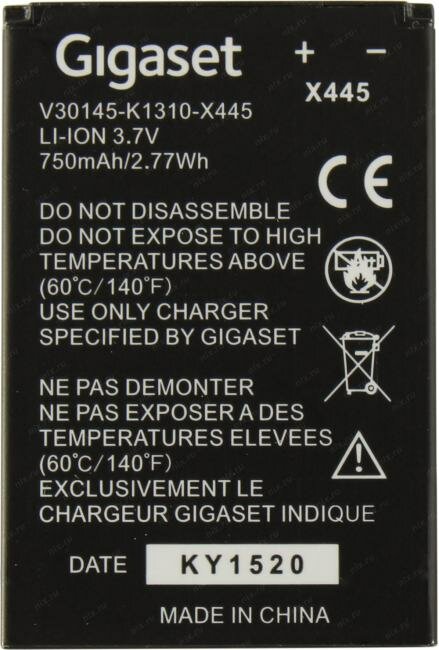 Gigaset + −
X445
V30145-K1310-X445
LI-ION 3.7V
750mAh/2.77Wh
CE
DO NOT DISASSEMBLE
DO NOT EXPOSE TO HIGH
TEMPERATURES ABOVE
(60°C/140°F)
USE ONLY CHARGER
SPECIFIED BY GIGASET
NE PAS DEMONTER
NE PAS EXPOSER A DES
TEMPERATURES ELEVEES
(60°C/140°F)
EXCLUSIVEMENT LE
CHARGEUR GIGASET INDIQUE
DATE KY1520
MADE IN CHINA